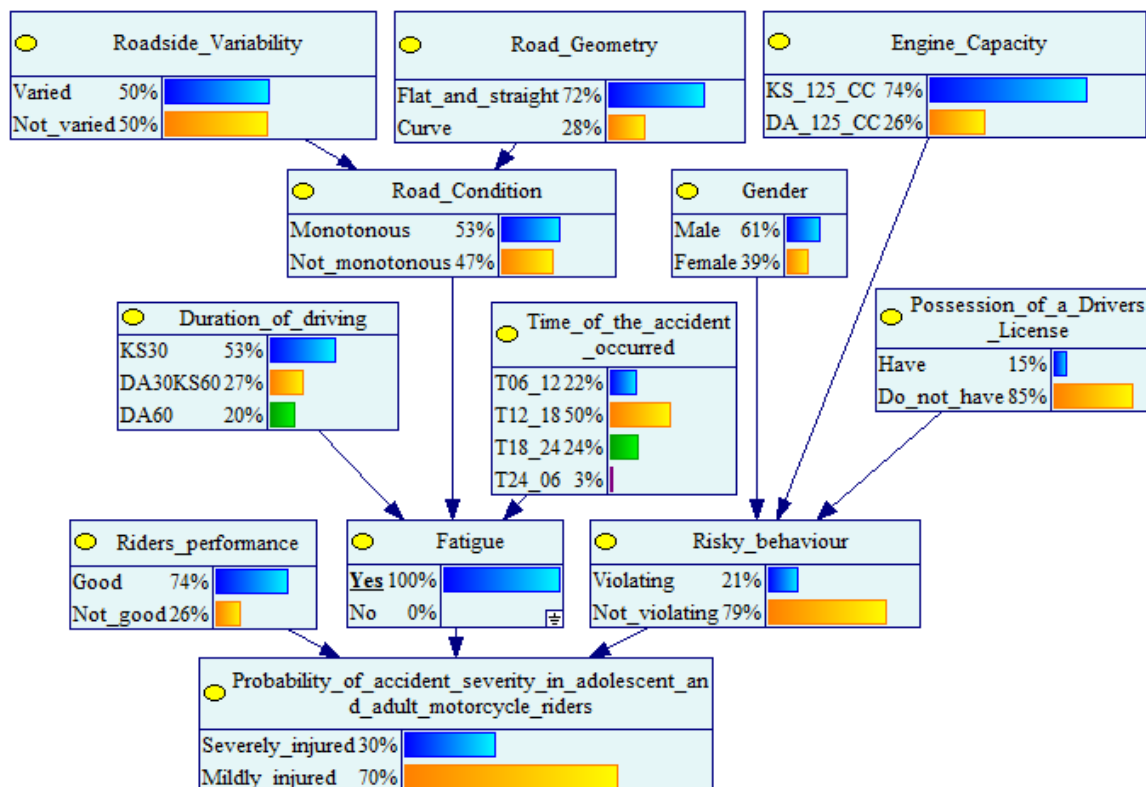 Roadside_Variability
Varied 50%
Not_varied 50%
Road_Geometry
Flat_and_straight 72%
Curve 28%
Engine_Capacity
KS_125_CC 74%
DA_125_CC 26%
Road_Condition
Monotonous 53%
Not_monotonous 47%
Gender
Male 61%
Female 39%
Duration_of_driving
KS30 53%
DA30KS60 27%
DA60 20%
Time_of_the_accident
_occurred
T06_12 22%
T12_18 50%
T18_24 24%
T24_06 3%
Possession_of_a_Drivers
_License
Have 15%
Do_not_have 85%
Riders_performance
Good 74%
Not_good 26%
Fatigue
Yes 100%
No 0%
Risky_behaviour
Violating 21%
Not_violating 79%
Probability_of_accident_severity_in_adolescent_an
d_adult_motorcycle_riders
Severely_injured 30%
Mildly_injured 70%